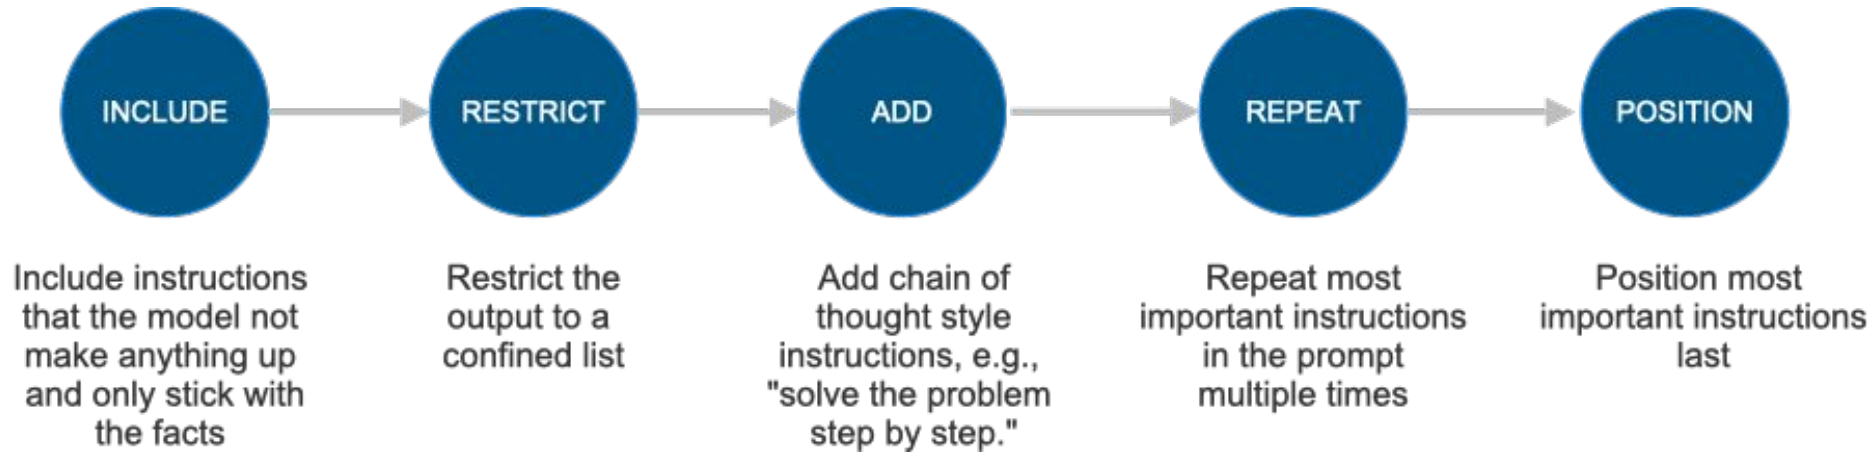 INCLUDE
RESTRICT
ADD
REPEAT
POSITION
Include instructions
that the model not
make anything up
and only stick with
the facts
Restrict the
output to a
confined list
Add chain of
thought style
instructions, e.g.,
"solve the problem
step by step."
Repeat most
important instructions
in the prompt
multiple times
Position most
important instructions
last